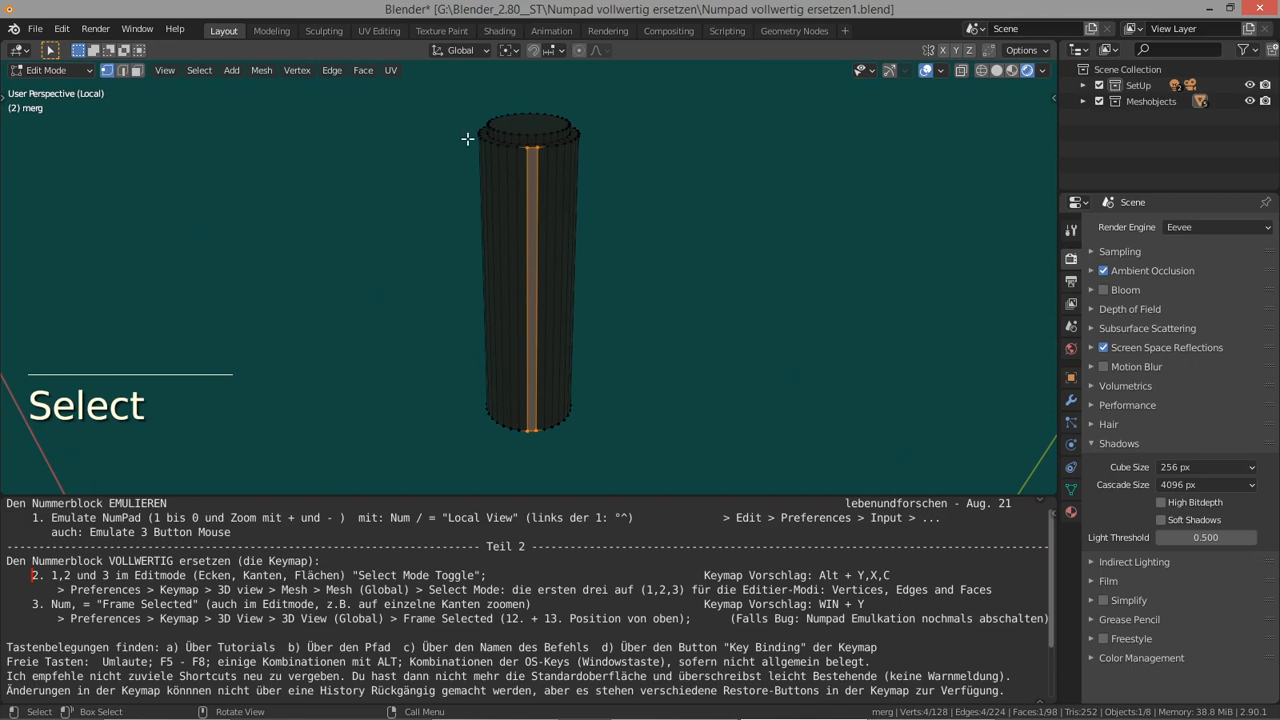 Blender* [G:\Blender_2.80__ST\Numpad vollwertig ersetzen\Numpad vollwertig ersetzen1.blend]
File Edit Render Window Help Layout Modeling Sculpting UV Editing Texture Paint Shading Animation Rendering Compositing Scripting Geometry Nodes + Scene View Layer
Global Options X Y Z
Edit Mode View Select Add Mesh Vertex Edge Face UV
User Perspective (Local)
(2) merg
Select
Scene Collection
SetUp 2
Meshobjects 5
Scene
Render Engine Eevee
Sampling
Ambient Occlusion
Bloom
Depth of Field
Subsurface Scattering
Screen Space Reflections
Motion Blur
Volumetrics
Performance
Hair
Shadows
Cube Size 256 px
Cascade Size 4096 px
High Bitdepth
Soft Shadows
Light Threshold 0.500
Indirect Lighting
Film
Simplify
Grease Pencil
Freestyle
Color Management
Den Nummerblock EMULIEREN lebenundforschen - Aug. 21
1. Emulate NumPad (1 bis 0 und Zoom mit + und - ) mit: Num / = "Local View" (links der 1: °^) > Edit > Preferences > Input > ...
auch: Emulate 3 Button Mouse
------------------------------------------------------------ Teil 2 ------------------------------------------------------------
Den Nummerblock VOLLWERTIG ersetzen (die Keymap):
2. 1,2 und 3 im Editmode (Ecken, Kanten, Flächen) "Select Mode Toggle"; Keymap Vorschlag: Alt + Y,X,C
> Preferences > Keymap > 3D view > Mesh > Mesh (Global) > Select Mode: die ersten drei auf (1,2,3) für die Editier-Modi: Vertices, Edges and Faces
3. Num, = "Frame Selected" (auch im Editmode, z.B. auf einzelne Kanten zoomen) Keymap Vorschlag: WIN + Y
> Preferences > Keymap > 3D View > 3D View (Global) > Frame Selected (12. + 13. Position von oben); (Falls Bug: Numpad Emulkation nochmals abschalten)
Tastenbelegungen finden: a) Über Tutorials b) Über den Pfad c) Über den Namen des Befehls d) Über den Button "Key Binding" der Keymap
Freie Tasten: Umlaute; F5 - F8; einige Kombinationen mit ALT; Kombinationen der OS-Keys (Windowstaste), sofern nicht allgemein belegt.
Ich empfehle nicht zuviele Shortcuts neu zu vergeben. Du hast dann nicht mehr die Standardoberfläche und überschreibst leicht Bestehende (keine Warnmeldung).
Änderungen in der Keymap könnnen nicht über eine History Rückgängig gemacht werden, aber es stehen verschiedene Restore-Buttons in der Keymap zur Verfügung.
Select Box Select Rotate View Call Menu merg | Verts:4/128 | Edges:4/224 | Faces:1/98 | Tris:252 | Objects:1/8 | Memory: 38.8 MiB | 2.90.1